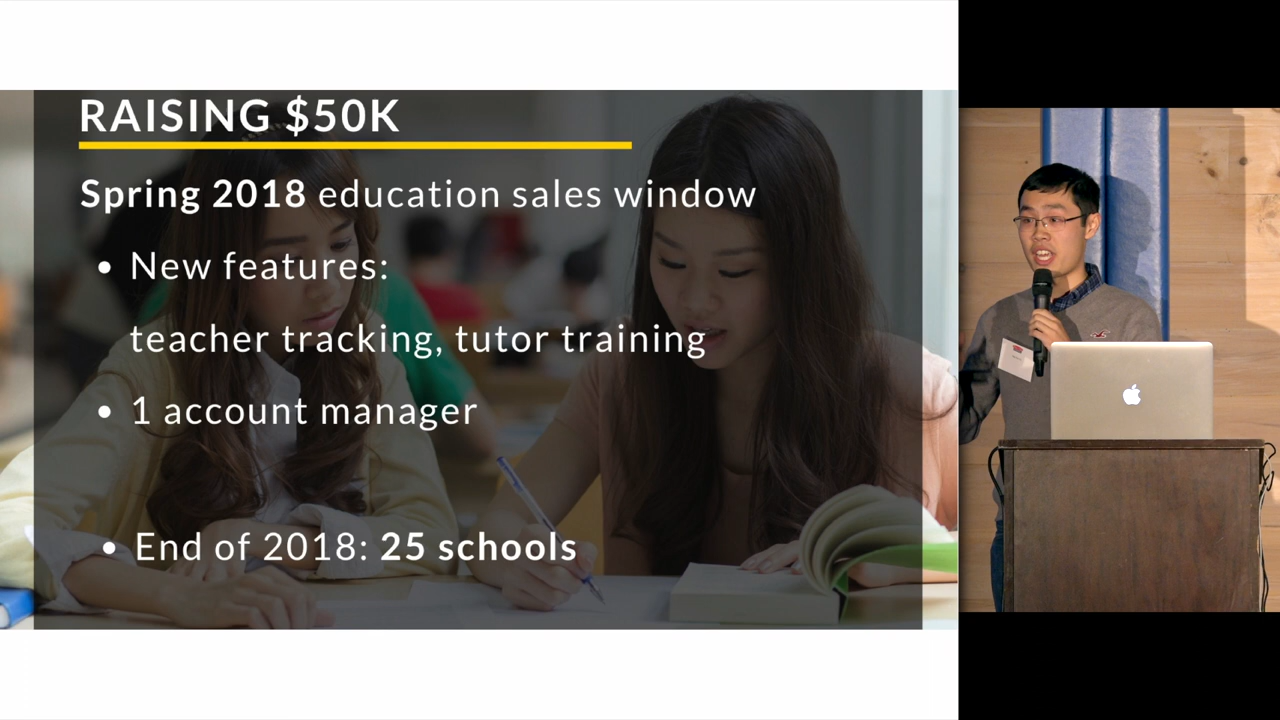 RAISING $50K
Spring 2018 education sales window
• New features:
teacher tracking, tutor training
• 1 account manager
• End of 2018: 25 schools